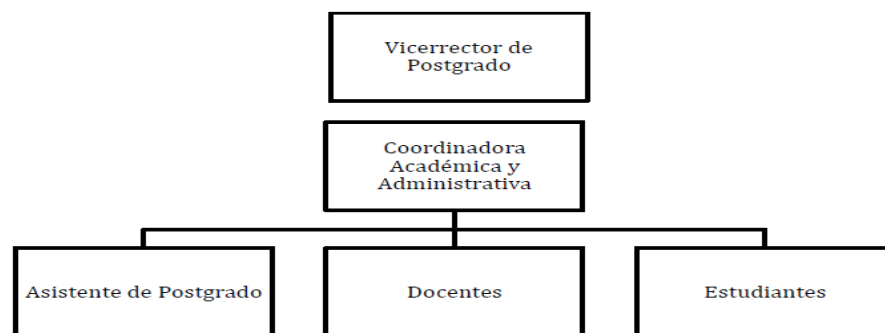 Vicerrector de
Postgrado
Coordinadora
Académica y
Administrativa
Asistente de Postgrado
Docentes
Estudiantes